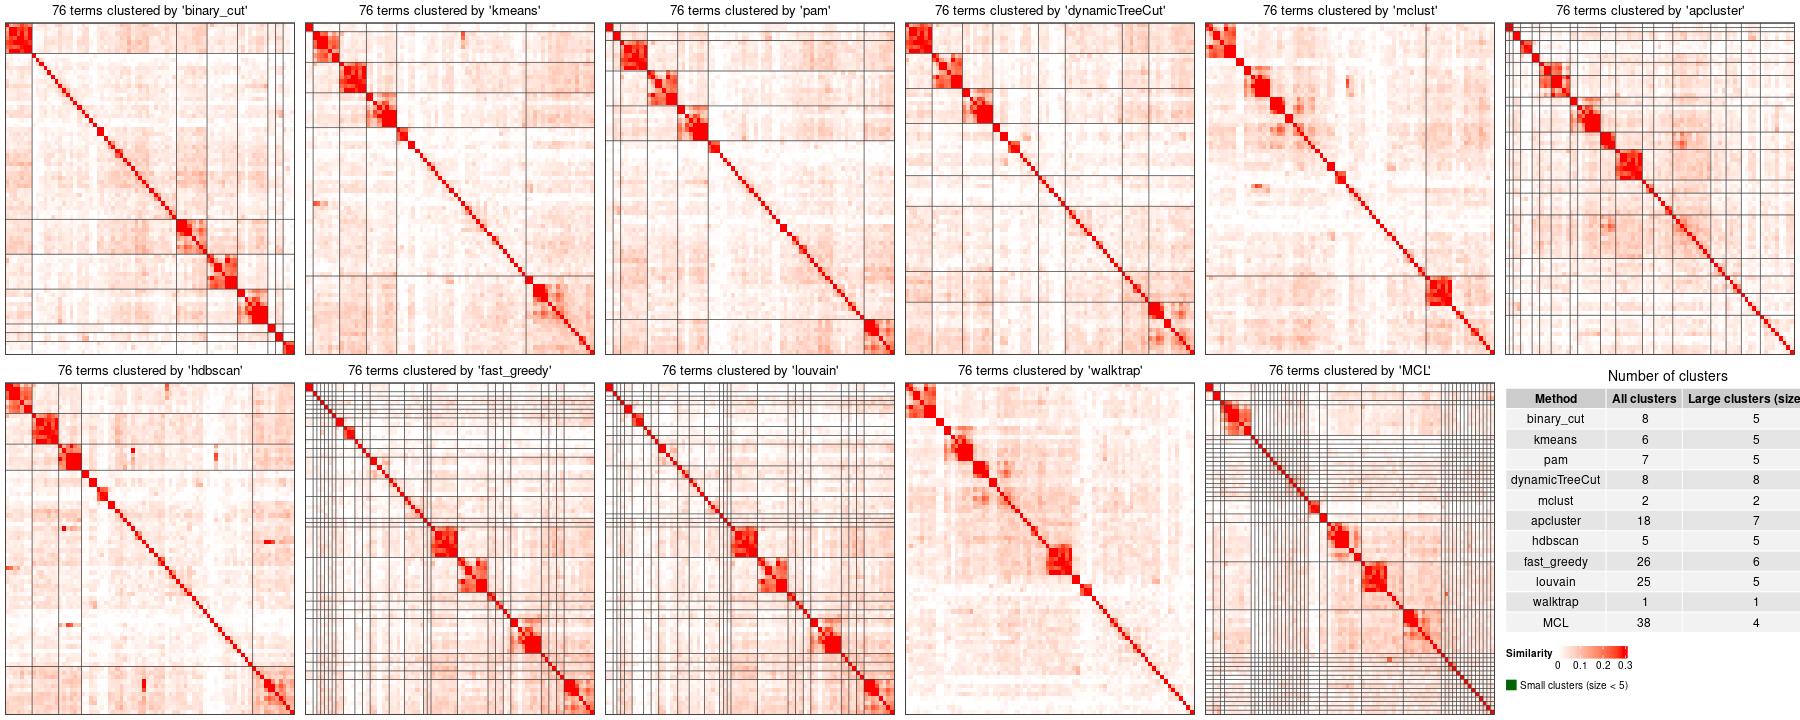 76 terms clustered by 'binary_cut'
76 terms clustered by 'kmeans'
76 terms clustered by 'pam'
76 terms clustered by 'dynamicTreeCut'
76 terms clustered by 'mclust'
76 terms clustered by 'apcluster'
76 terms clustered by 'hdbscan'
76 terms clustered by 'fast_greedy'
76 terms clustered by 'louvain'
76 terms clustered by 'walktrap'
76 terms clustered by 'MCL'
Number of clusters
Method All clusters Large clusters (size
binary_cut 8 5
kmeans 6 5
pam 7 5
dynamicTreeCut 8 8
mclust 2 2
apcluster 18 7
hdbscan 5 5
fast_greedy 26 6
louvain 25 5
walktrap 1 1
MCL 38 4
Similarity
0 0.1 0.2 0.3
Small clusters (size < 5)